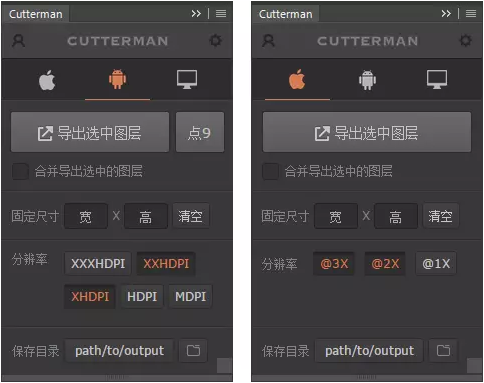 Cutterman
CUTTERMAN
导出选中图层 点9
合并导出选中的图层
固定尺寸 宽 X 高 清空
分辨率 XXXHDPI XXHDPI
XHDPI HDPI MDPI
保存目录 path/to/output
Cutterman
CUTTERMAN
导出选中图层
合并导出选中的图层
固定尺寸 宽 X 高 清空
分辨率 @3X @2X @1X
保存目录 path/to/output